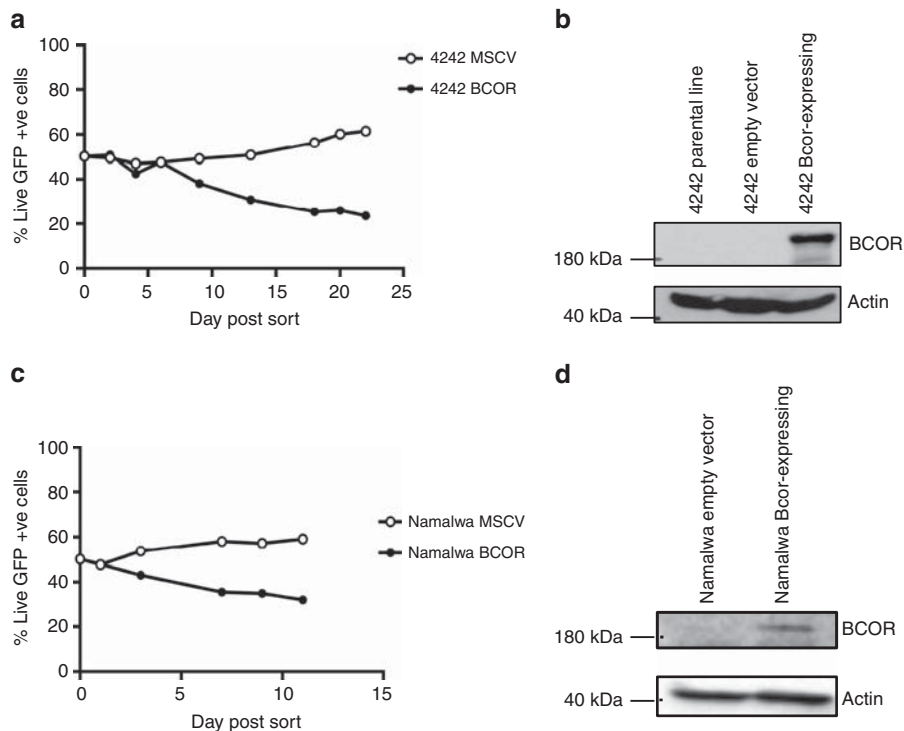 a
100
80
60
40
20
0
% Live GFP +ve cells
0 5 10 15 20 25
Day post sort
4242 MSCV
4242 BCOR
b
4242 parental line
4242 empty vector
4242 Bcor-expressing
BCOR
180 kDa
Actin
40 kDa
c
100
80
60
40
20
0
% Live GFP +ve cells
0 5 10 15
Day post sort
Namalwa MSCV
Namalwa BCOR
d
Namalwa empty vector
Namalwa Bcor-expressing
BCOR
180 kDa
40 kDa
Actin